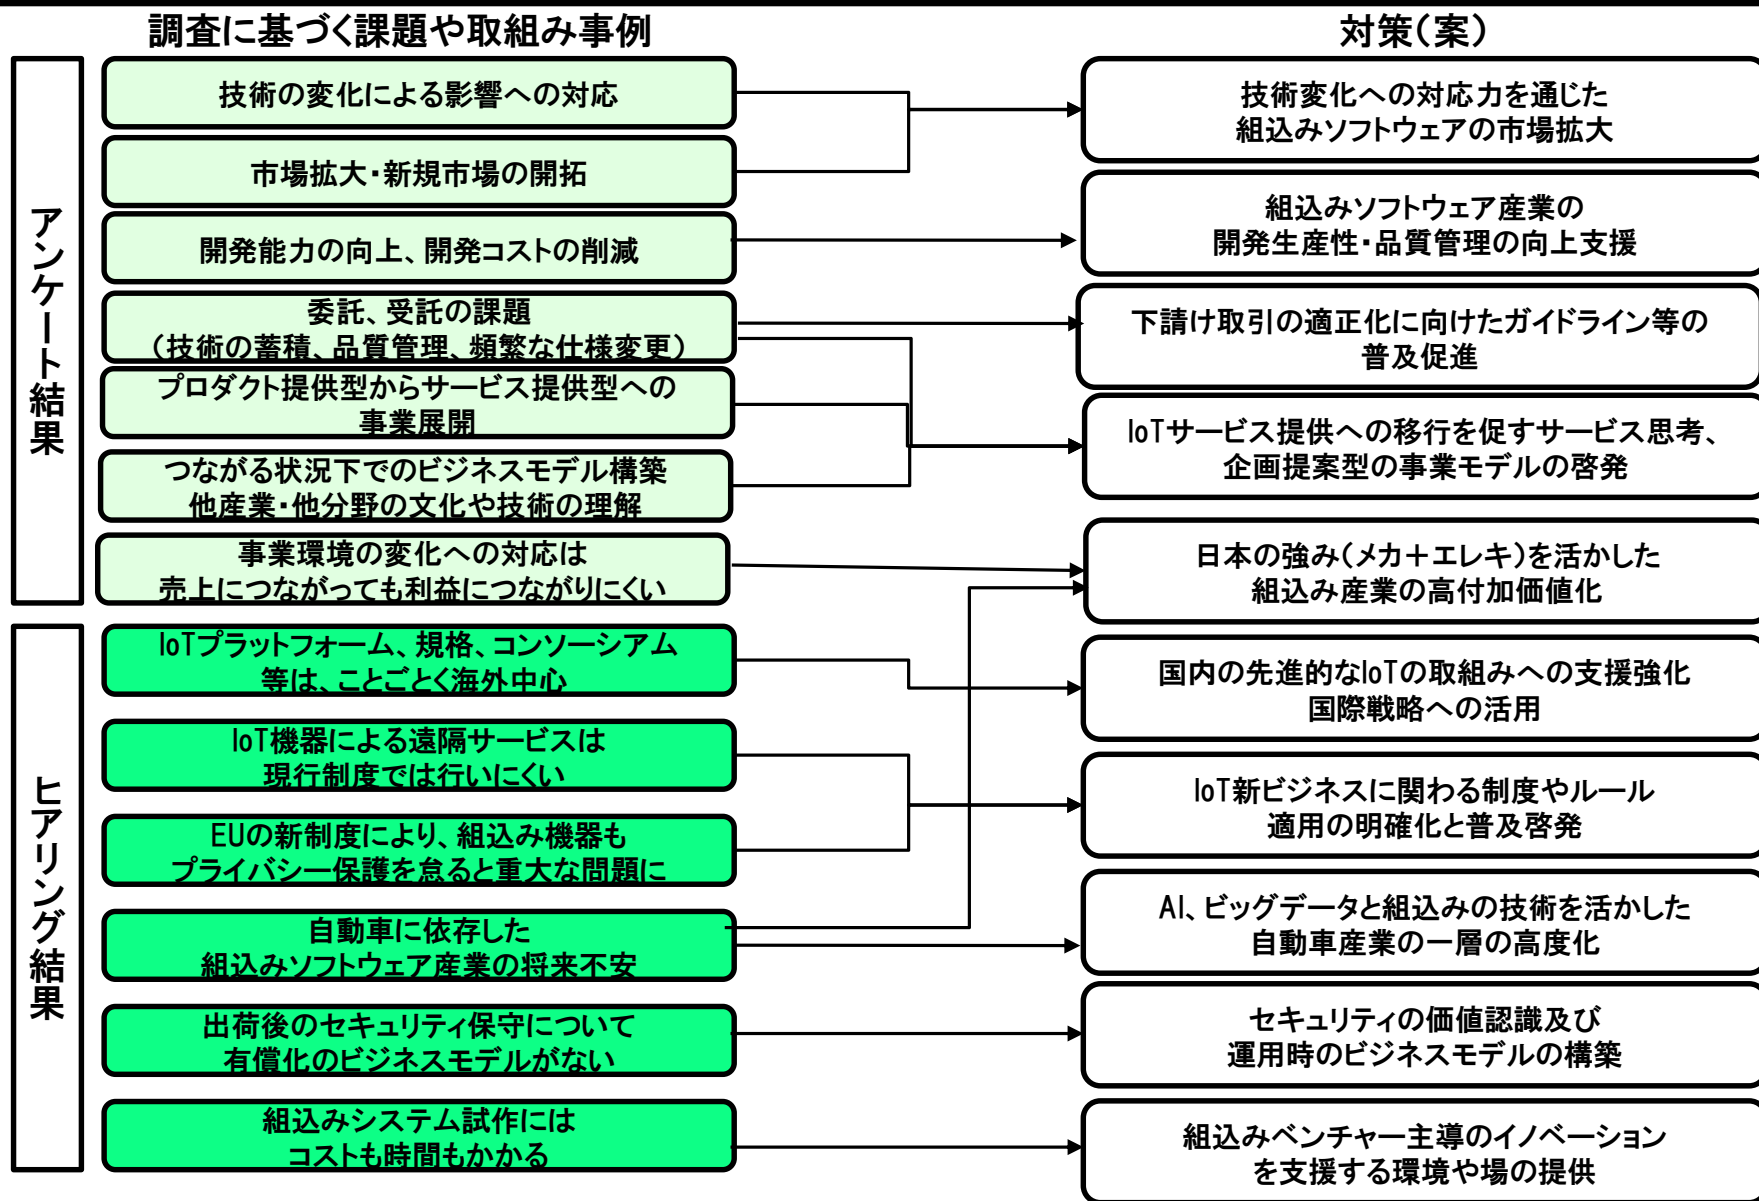 調査に基づく課題や取組み事例
対策(案)
アンケート結果
技術の変化による影響への対応
市場拡大・新規市場の開拓
開発能力の向上、開発コストの削減
委託、受託の課題
(技術の蓄積、品質管理、頻繁な仕様変更)
プロダクト提供型からサービス提供型への
事業展開
つながる状況下でのビジネスモデル構築
他産業・他分野の文化や技術の理解
事業環境の変化への対応は
売上につながっても利益につながりにくい
ヒアリング結果
IoTプラットフォーム、規格、コンソーシアム
等は、ことごとく海外中心
IoT機器による遠隔サービスは
現行制度では行いにくい
EUの新制度により、組込み機器も
プライバシー保護を怠ると重大な問題に
自動車に依存した
組込みソフトウェア産業の将来不安
出荷後のセキュリティ保守について
有償化のビジネスモデルがない
組込みシステム試作には
コストも時間もかかる
技術変化への対応力を通じた
組込みソフトウェアの市場拡大
組込みソフトウェア産業の
開発生産性・品質管理の向上支援
下請け取引の適正化に向けたガイドライン等の
普及促進
IoTサービス提供への移行を促すサービス思考、
企画提案型の事業モデルの啓発
日本の強み(メカ+エレキ)を活かした
組込み産業の高付加価値化
国内の先進的なIoTの取組みへの支援強化
国際戦略への活用
IoT新ビジネスに関わる制度やルール
適用の明確化と普及啓発
AI、ビッグデータと組込みの技術を活かした
自動車産業の一層の高度化
セキュリティの価値認識及び
運用時のビジネスモデルの構築
組込みベンチャー主導のイノベーション
を支援する環境や場の提供